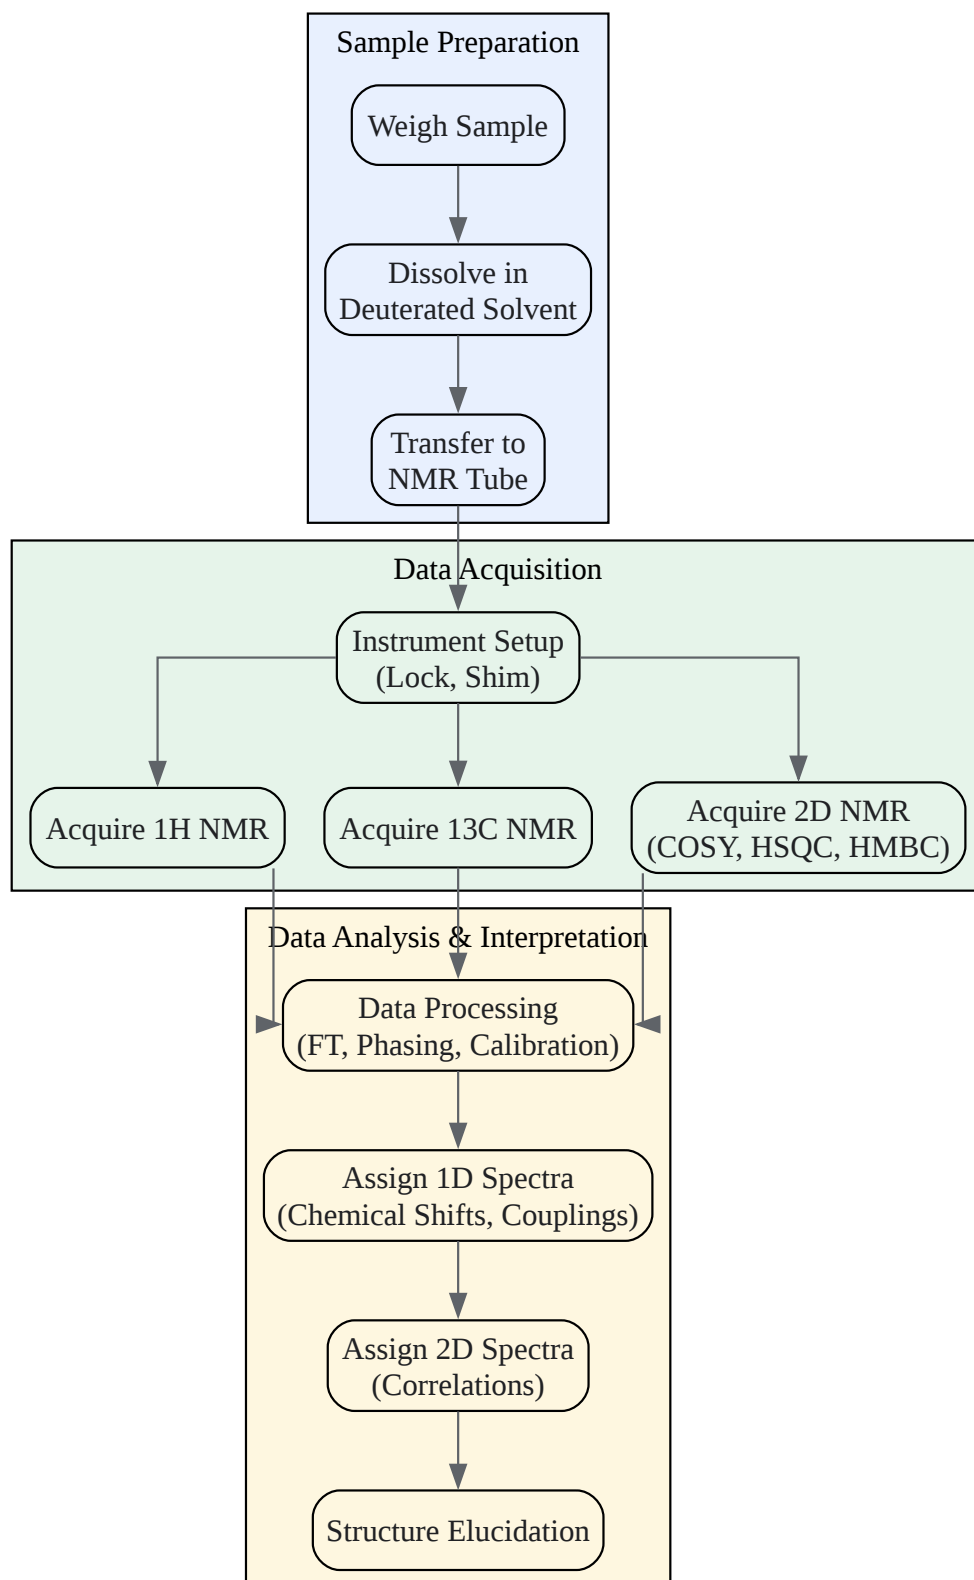 Sample Preparation
Weigh Sample
Dissolve in
Deuterated Solvent
Transfer to
NMR Tube
Data Acquisition
Instrument Setup
(Lock, Shim)
Acquire 1H NMR
Acquire 13C NMR
Acquire 2D NMR
(COSY, HSQC, HMBC)
Data Analysis & Interpretation
Data Processing
(FT, Phasing, Calibration)
Assign 1D Spectra
(Chemical Shifts, Couplings)
Assign 2D Spectra
(Correlations)
Structure Elucidation